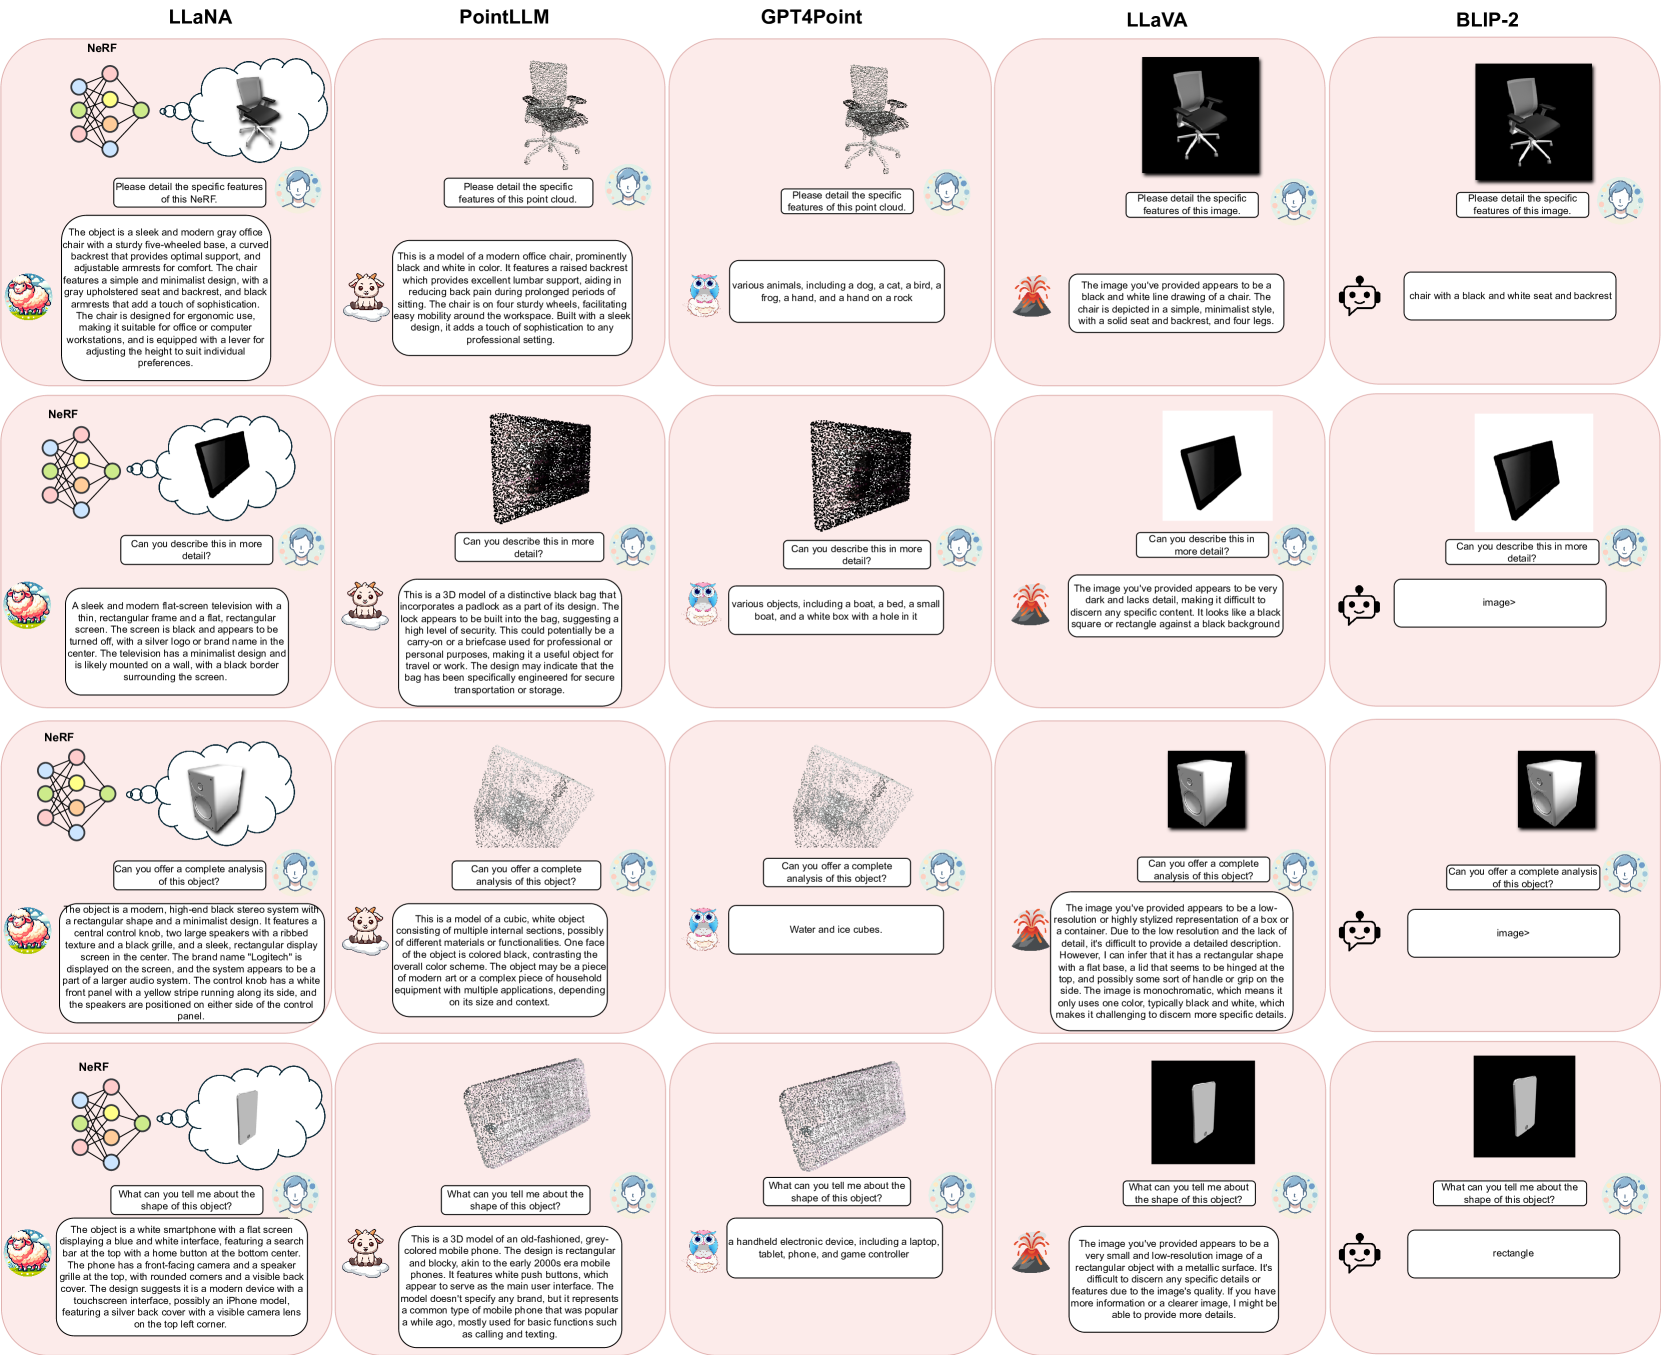 LLaNA
PointLLM
GPT4Point
LLaVA
BLIP-2
NeRF
Please detail the specific features
of this NeRF.
The object is a sleek and modern gray office
chair with a sturdy five-wheeled base, a curved
backrest that provides optimal support, and
adjustable armrests for comfort. The chair
features a simple and minimalist design, with a
gray upholstered seat and backrest, and black
armrests that add a touch of sophistication.
The chair is designed for ergonomic use,
making it suitable for office or computer
workstations, and is equipped with a lever for
adjusting the height to suit individual
preferences.
Please detail the specific
features of this point cloud.
This is a model of a modern office chair, prominently
black and white in color. It features a raised backrest
which provides excellent lumbar support, aiding in
reducing back pain during prolonged periods of
sitting. The chair is on four sturdy wheels, facilitating
easy mobility around the workspace. Built with a sleek
design, it adds a touch of sophistication to any
professional setting.
Please detail the specific
features of this point cloud.
various animals, including a dog, a cat, a bird, a
frog, a hand, and a hand on a rock
Please detail the specific
features of this image.
The image you've provided appears to be a
black and white line drawing of a chair. The
chair is depicted in a simple, minimalist style,
with a solid seat and backrest, and four legs.
Please detail the specific
features of this image.
chair with a black and white seat and backrest
NeRF
Can you describe this in more
detail?
A sleek and modern flat-screen television with a
thin, rectangular frame and a flat, rectangular
screen. The screen is black and appears to be
turned off, with a silver logo or brand name in the
center. The television has a minimalist design and
is likely mounted on a wall, with a black border
surrounding the screen.
Can you describe this in more
detail?
This is a 3D model of a distinctive black bag that
incorporates a padlock as a part of its design. The
lock appears to be built into the bag, suggesting a
high level of security. This could potentially be a
carry-on or a briefcase used for professional or
personal purposes, making it a useful object for
travel or work. The design may indicate that the
bag has been specifically engineered for secure
transportation or storage.
Can you describe this in more
detail?
various objects, including a boat, a bed, a small
boat, and a white box with a hole in it
Can you describe this in
more detail?
The image you've provided appears to be very
dark and lacks detail, making it difficult to
discern any specific content. It looks like a black
square or rectangle against a black background
Can you describe this in more
detail?
image>
NeRF
Can you offer a complete analysis
of this object?
The object is a modern, high-end black stereo system with
a rectangular shape and a minimalist design. It features a
central control knob, two large speakers with a ribbed
texture and a black grille, and a sleek, rectangular display
screen in the center. The brand name "Logitech" is
displayed on the screen, and the system appears to be a
part of a larger audio system. The control knob has a white
front panel with a yellow stripe running along its side, and
the speakers are positioned on either side of the control
panel.
Can you offer a complete
analysis of this object?
This is a model of a cubic, white object
consisting of multiple internal sections, possibly
of different materials or functionalities. One face
of the object is colored black, contrasting the
overall color scheme. The object may be a piece
of modern art or a complex piece of household
equipment with multiple applications, depending
on its size and context.
Can you offer a complete
analysis of this object?
Water and ice cubes.
Can you offer a complete
analysis of this object?
The image you've provided appears to be a low-
resolution or highly stylized representation of a box or
a container. Due to the low resolution and the lack of
detail, it's difficult to provide a detailed description.
However, I can infer that it has a rectangular shape
with a flat base, a lid that seems to be hinged at the
top, and possibly some sort of handle or grip on the
side. The image is monochromatic, which means it
only uses one color, typically black and white, which
makes it challenging to discern more specific details.
Can you offer a complete analysis
of this object?
image>
NeRF
What can you tell me about the
shape of this object?
The object is a white smartphone with a flat screen
displaying a blue and white interface, featuring a search
bar at the top with a home button at the bottom center.
The phone has a front-facing camera and a speaker
grille at the top, with rounded corners and a visible back
cover. The design suggests it is a modern device with a
touchscreen interface, possibly an iPhone model,
featuring a silver back cover with a visible camera lens
on the top left corner.
What can you tell me about the
shape of this object?
This is a 3D model of an old-fashioned, grey-
colored mobile phone. The design is rectangular
and blocky, akin to the early 2000s era mobile
phones. It features white push buttons, which
appear to serve as the main user interface. The
model doesn't specify any brand, but it represents
a common type of mobile phone that was popular
a while ago, mostly used for basic functions such
as calling and texting.
What can you tell me about the
shape of this object?
a handheld electronic device, including a laptop,
tablet, phone, and game controller
What can you tell me about
the shape of this object?
The image you've provided appears to be a
very small and low-resolution image of a
rectangular object with a metallic surface. It's
difficult to discern any specific details or
features due to the image's quality. If you have
more information or a clearer image, I might be
able to provide more details.
What can you tell me about the
shape of this object?
rectangle